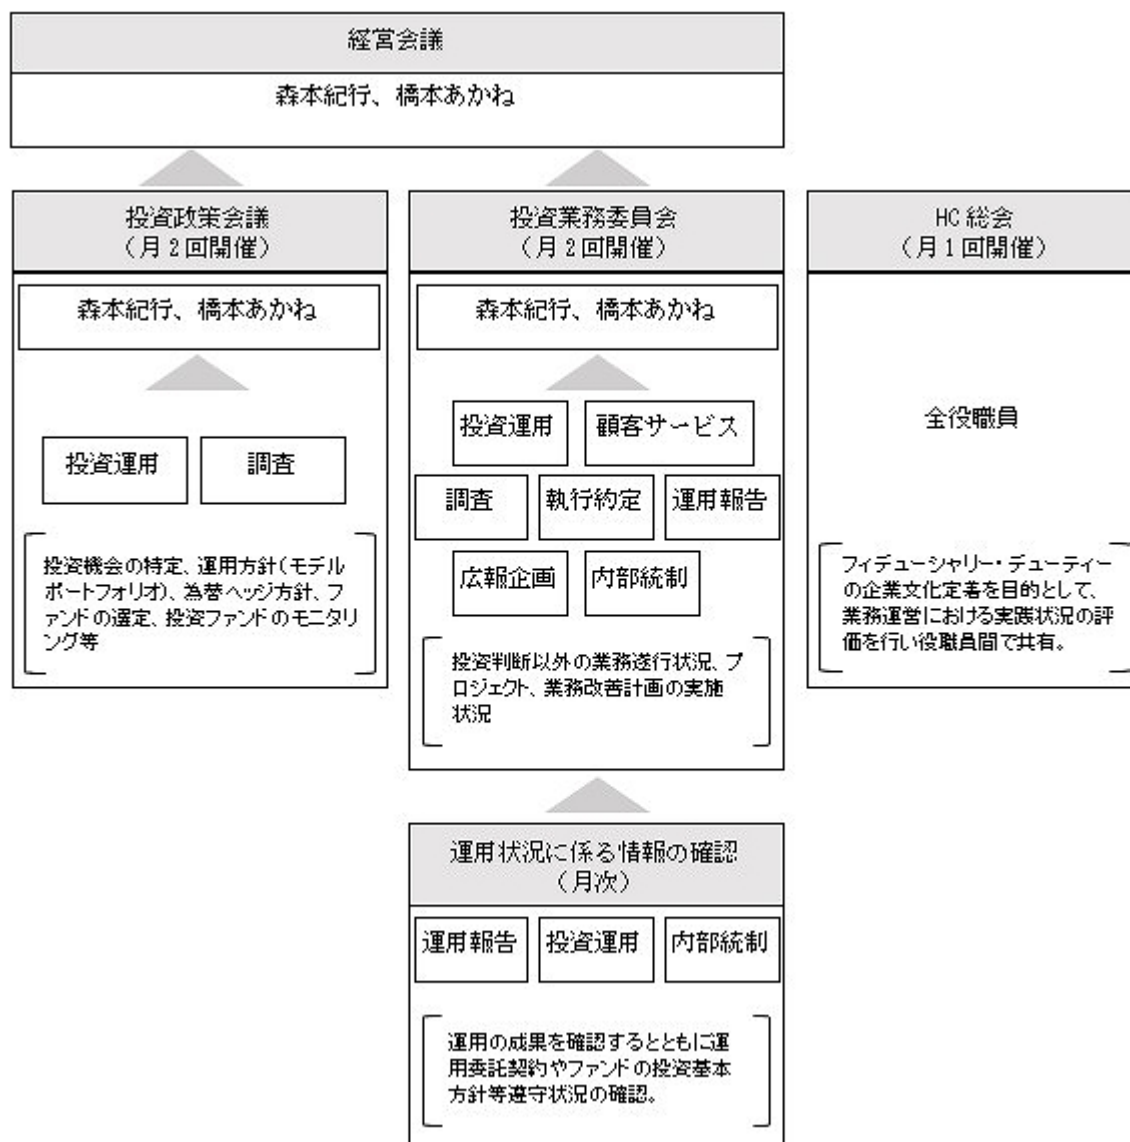 経営会議
森本紀行、橋本あかね
投資政策会議
（月２回開催）
森本紀行、橋本あかね
投資運用
調査
投資機会の特定、運用方針（モデル
ポートフォリオ）、為替ヘッジ方針、フ
ァンドの選定、投資ファンドのモニタリ
ング等
投資業務委員会
（月２回開催）
森本紀行、橋本あかね
投資運用
顧客サービス
調査
執行約定
運用報告
広報企画
内部統制
投資判断以外の業務遂行状況、プ
ロジェクト、業務改善計画の実施
状況
HC 総会
（月１回開催）
全役職員
フィデューシャリー・デューティー
の企業文化定着を目的として、
業務運営における実践状況の評
価を行い役職員間で共有。
運用状況に係る情報の確認
（月次）
運用報告
投資運用
内部統制
運用の成果を確認するとともに運
用委託契約やファンドの投資基本
方針等遵守状況の確認。